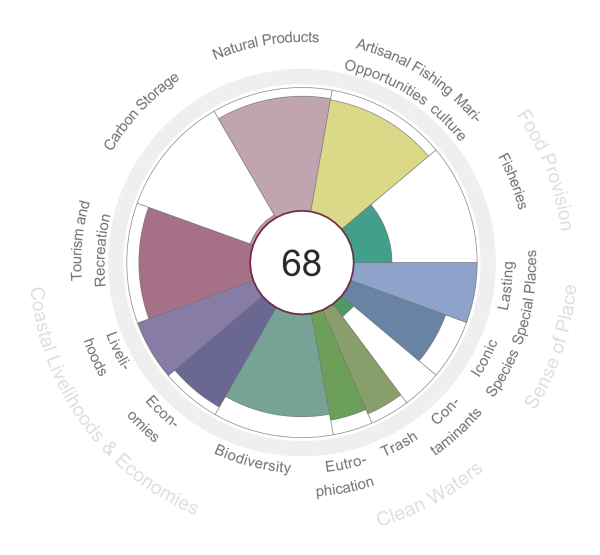 Natural Products
Artisanal Fishing
Opportunities
Mari-
culture
Fisheries
Food Provision
Lasting
Special Places
Iconic
Species
Sense of Place
Con-
taminants
Trash
Eutro-
phication
Clean Waters
Biodiversity
Econ-
omies
Liveli-
hoods
Coastal Livelihoods & Economies
Tourism and
Recreation
Carbon Storage
68